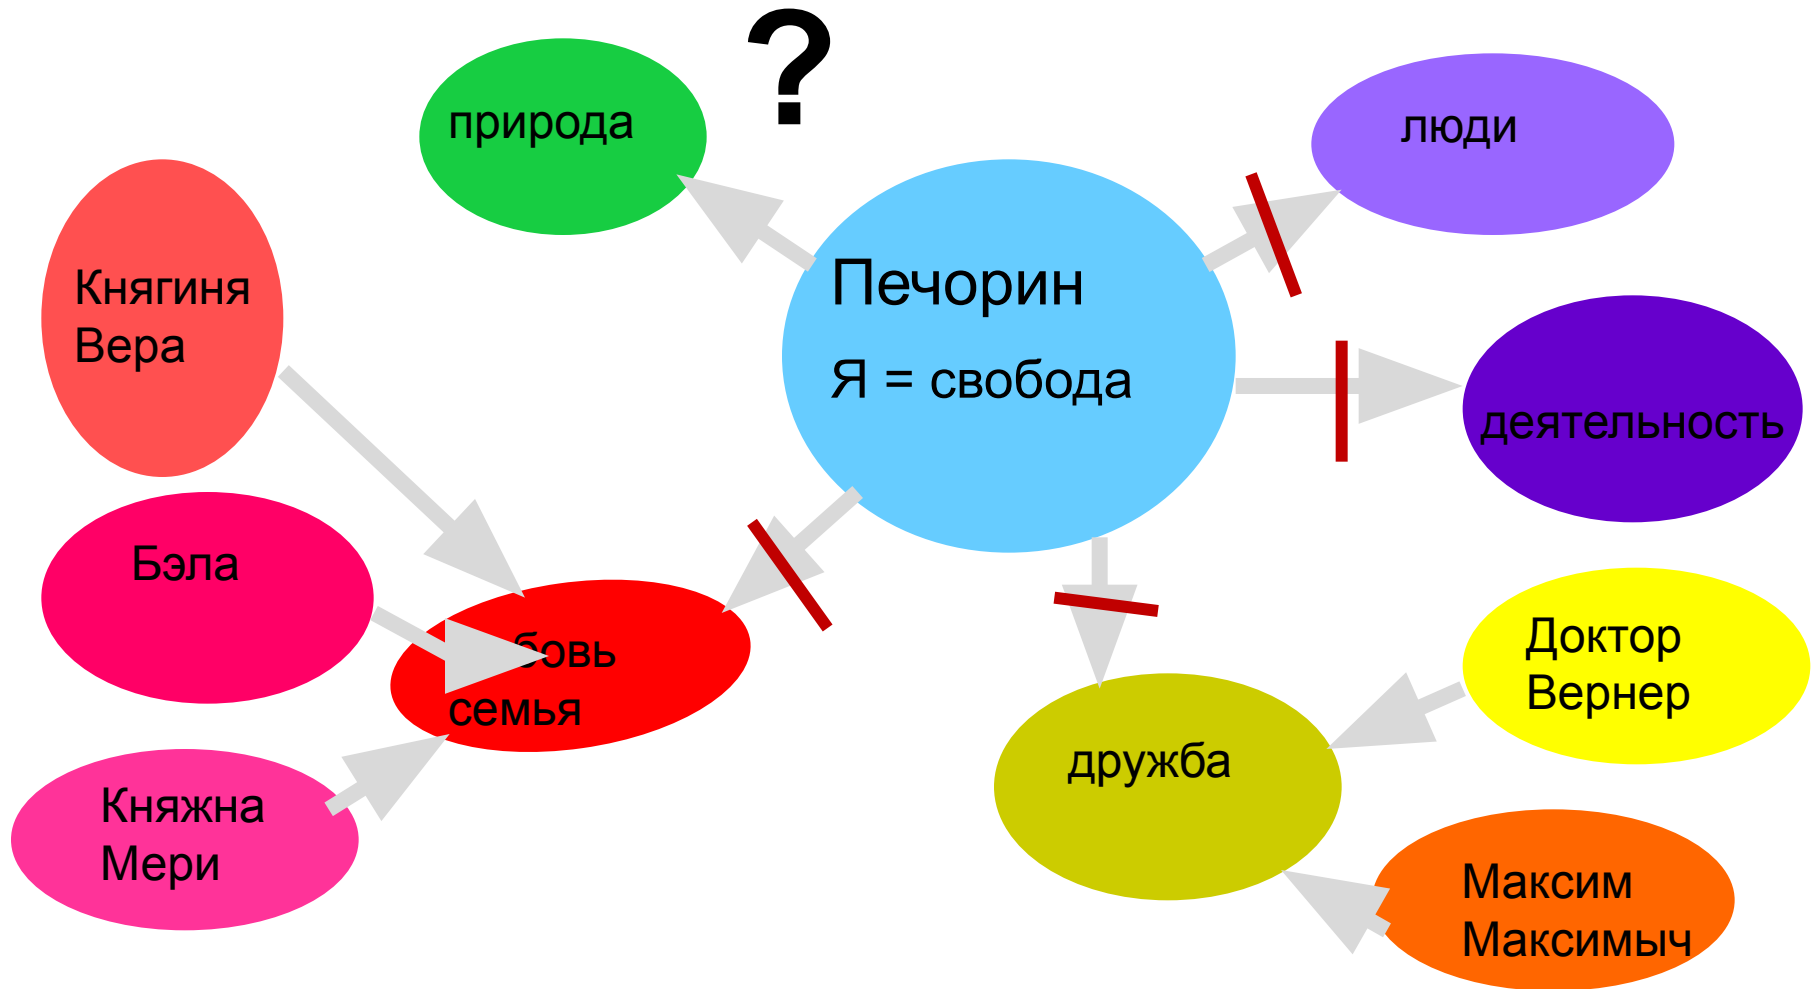 ?
природа
люди
Княгиня
Вера
Печорин
Я = свобода
деятельность
Бэла
бовь
семья
Доктор
Вернер
дружба
Княжна
Мери
Максим
Максимыч